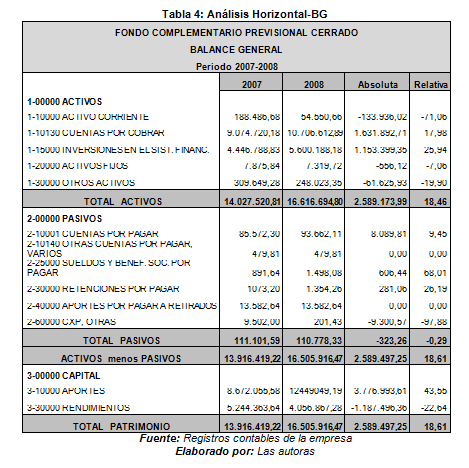 Tabla 4: Análisis Horizontal-BG
FONDO COMPLEMENTARIO PREVISIONAL CERRADO
BALANCE GENERAL
Periodo 2007-2008
2007 2008 Absoluta Relativa
1-00000 ACTIVOS
1-10000 ACTIVO CORRIENTE 188.486,68 54.550,66 -133.936,02 -71,06
1-10130 CUENTAS POR COBRAR 9.074.720,18 10.706.612,89 1.631.892,71 17,98
1-15000 INVERSIONES EN EL SIST. FINANC. 4.446.788,83 5.600.188,18 1.153.399,35 25,94
1-20000 ACTIVOS FIJOS 7.875,84 7.319,72 -556,12 -7,06
1-30000 OTROS ACTIVOS 309.649,28 248.023,35 -61.625,93 -19,90
TOTAL ACTIVOS 14.027.520,81 16.616.694,80 2.589.173,99 18,46
2-00000 PASIVOS
2-10001 CUENTAS POR PAGAR 85.572,30 93.662,11 8.089,81 9,45
2-10140 OTRAS CUENTAS POR PAGAR,
VARIOS 479,81 479,81 0,00 0,00
2-25000 SUELDOS Y BENEF. SOC. POR
PAGAR 891,64 1.498,08 606,44 68,01
2-30000 RETENCIONES POR PAGAR 1073,20 1.354,26 281,06 26,19
2-40000 APORTES POR PAGAR A RETIRADOS 13.582,64 13.582,64 0,00 0,00
2-60000 CXP, OTRAS 9.502,00 201,43 -9.300,57 -97,88
TOTAL PASIVOS 111.101,59 110.778,33 -323,26 -0,29
ACTIVOS menos PASIVOS 13.916.419,22 16.505.916,47 2.589.497,25 18,61
3-00000 CAPITAL
3-10000 APORTES 8.672.055,58 12449049,19 3.776.993,61 43,55
3-30000 RENDIMIENTOS 5.244.363,64 4.056.867,28 -1.187.496,36 -22,64
TOTAL PATRIMONIO 13.916.419,22 16.505.916,47 2.589.497,25 18,61
Fuente: Registros contables de la empresa
Elaborado por: Las autoras